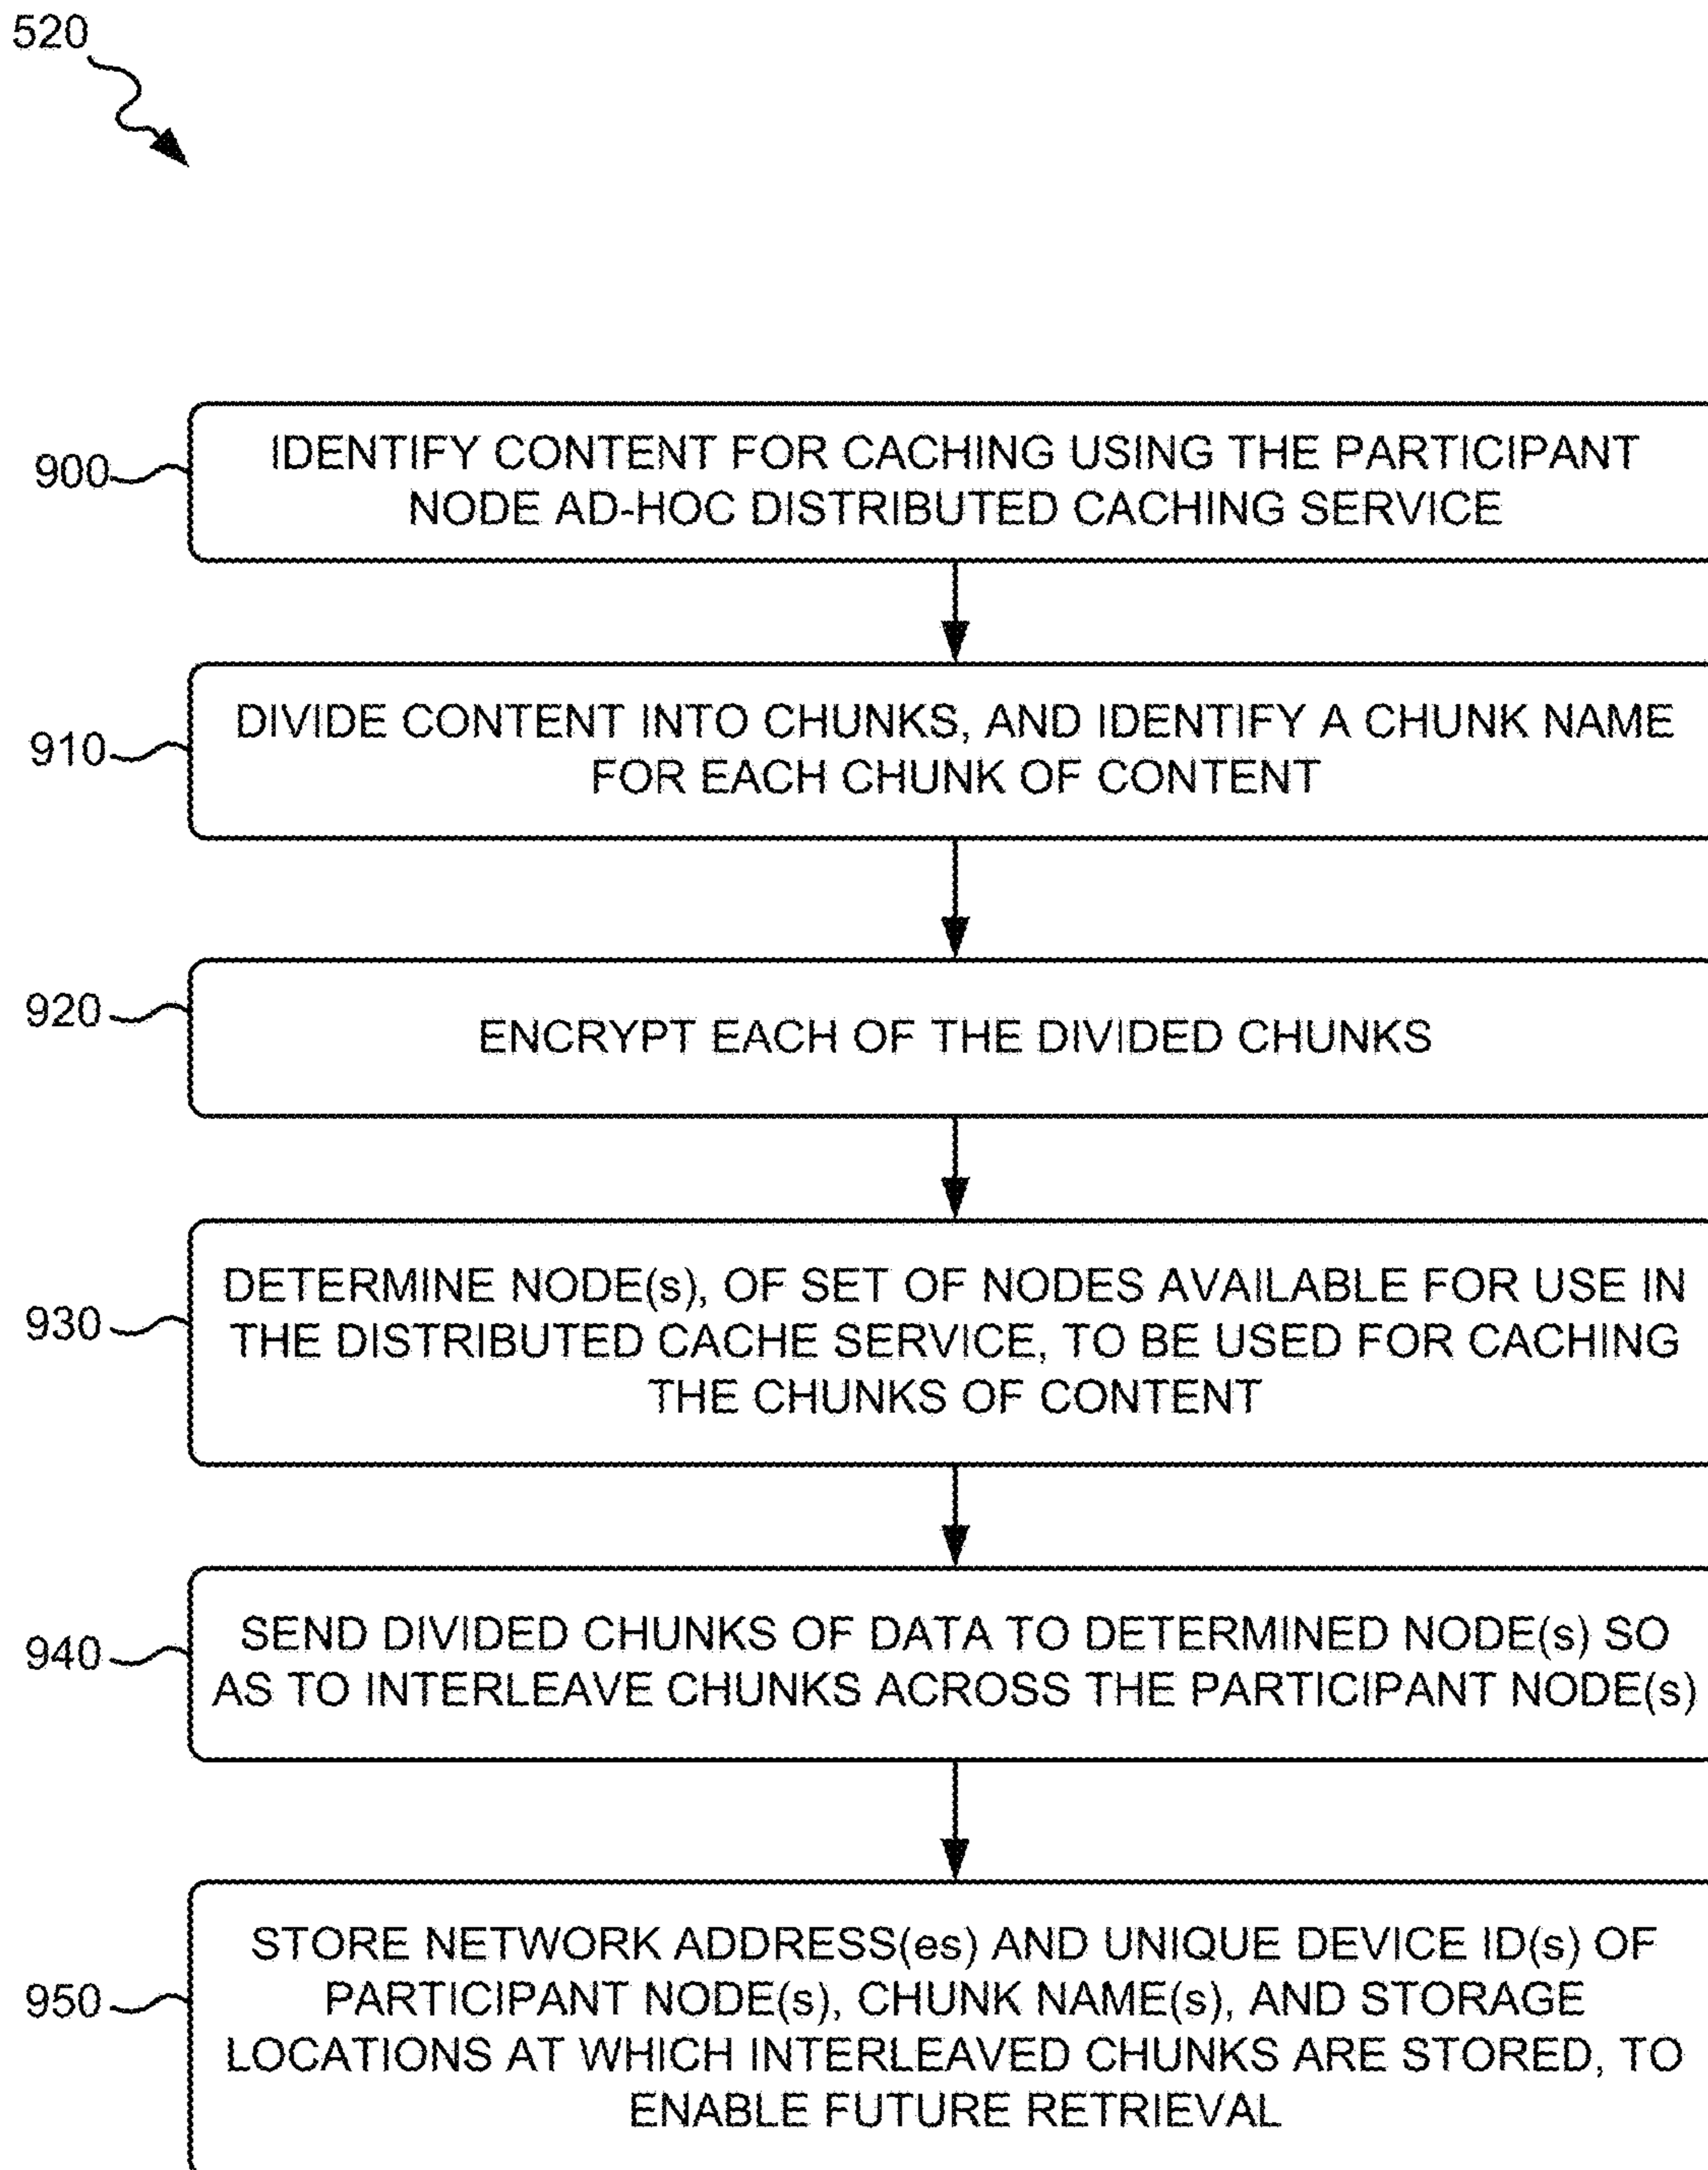 520
900
IDENTIFY CONTENT FOR CACHING USING THE PARTICIPANT
NODE AD-HOC DISTRIBUTED CACHING SERVICE
910
DIVIDE CONTENT INTO CHUNKS, AND IDENTIFY A CHUNK NAME
FOR EACH CHUNK OF CONTENT
920
ENCRYPT EACH OF THE DIVIDED CHUNKS
930
DETERMINE NODE(s), OF SET OF NODES AVAILABLE FOR USE IN
THE DISTRIBUTED CACHE SERVICE, TO BE USED FOR CACHING
THE CHUNKS OF CONTENT
940
SEND DIVIDED CHUNKS OF DATA TO DETERMINED NODE(s) SO
AS TO INTERLEAVE CHUNKS ACROSS THE PARTICIPANT NODE(s)
950
STORE NETWORK ADDRESS(es) AND UNIQUE DEVICE ID(s) OF
PARTICIPANT NODE(s), CHUNK NAME(s), AND STORAGE
LOCATIONS AT WHICH INTERLEAVED CHUNKS ARE STORED, TO
ENABLE FUTURE RETRIEVAL